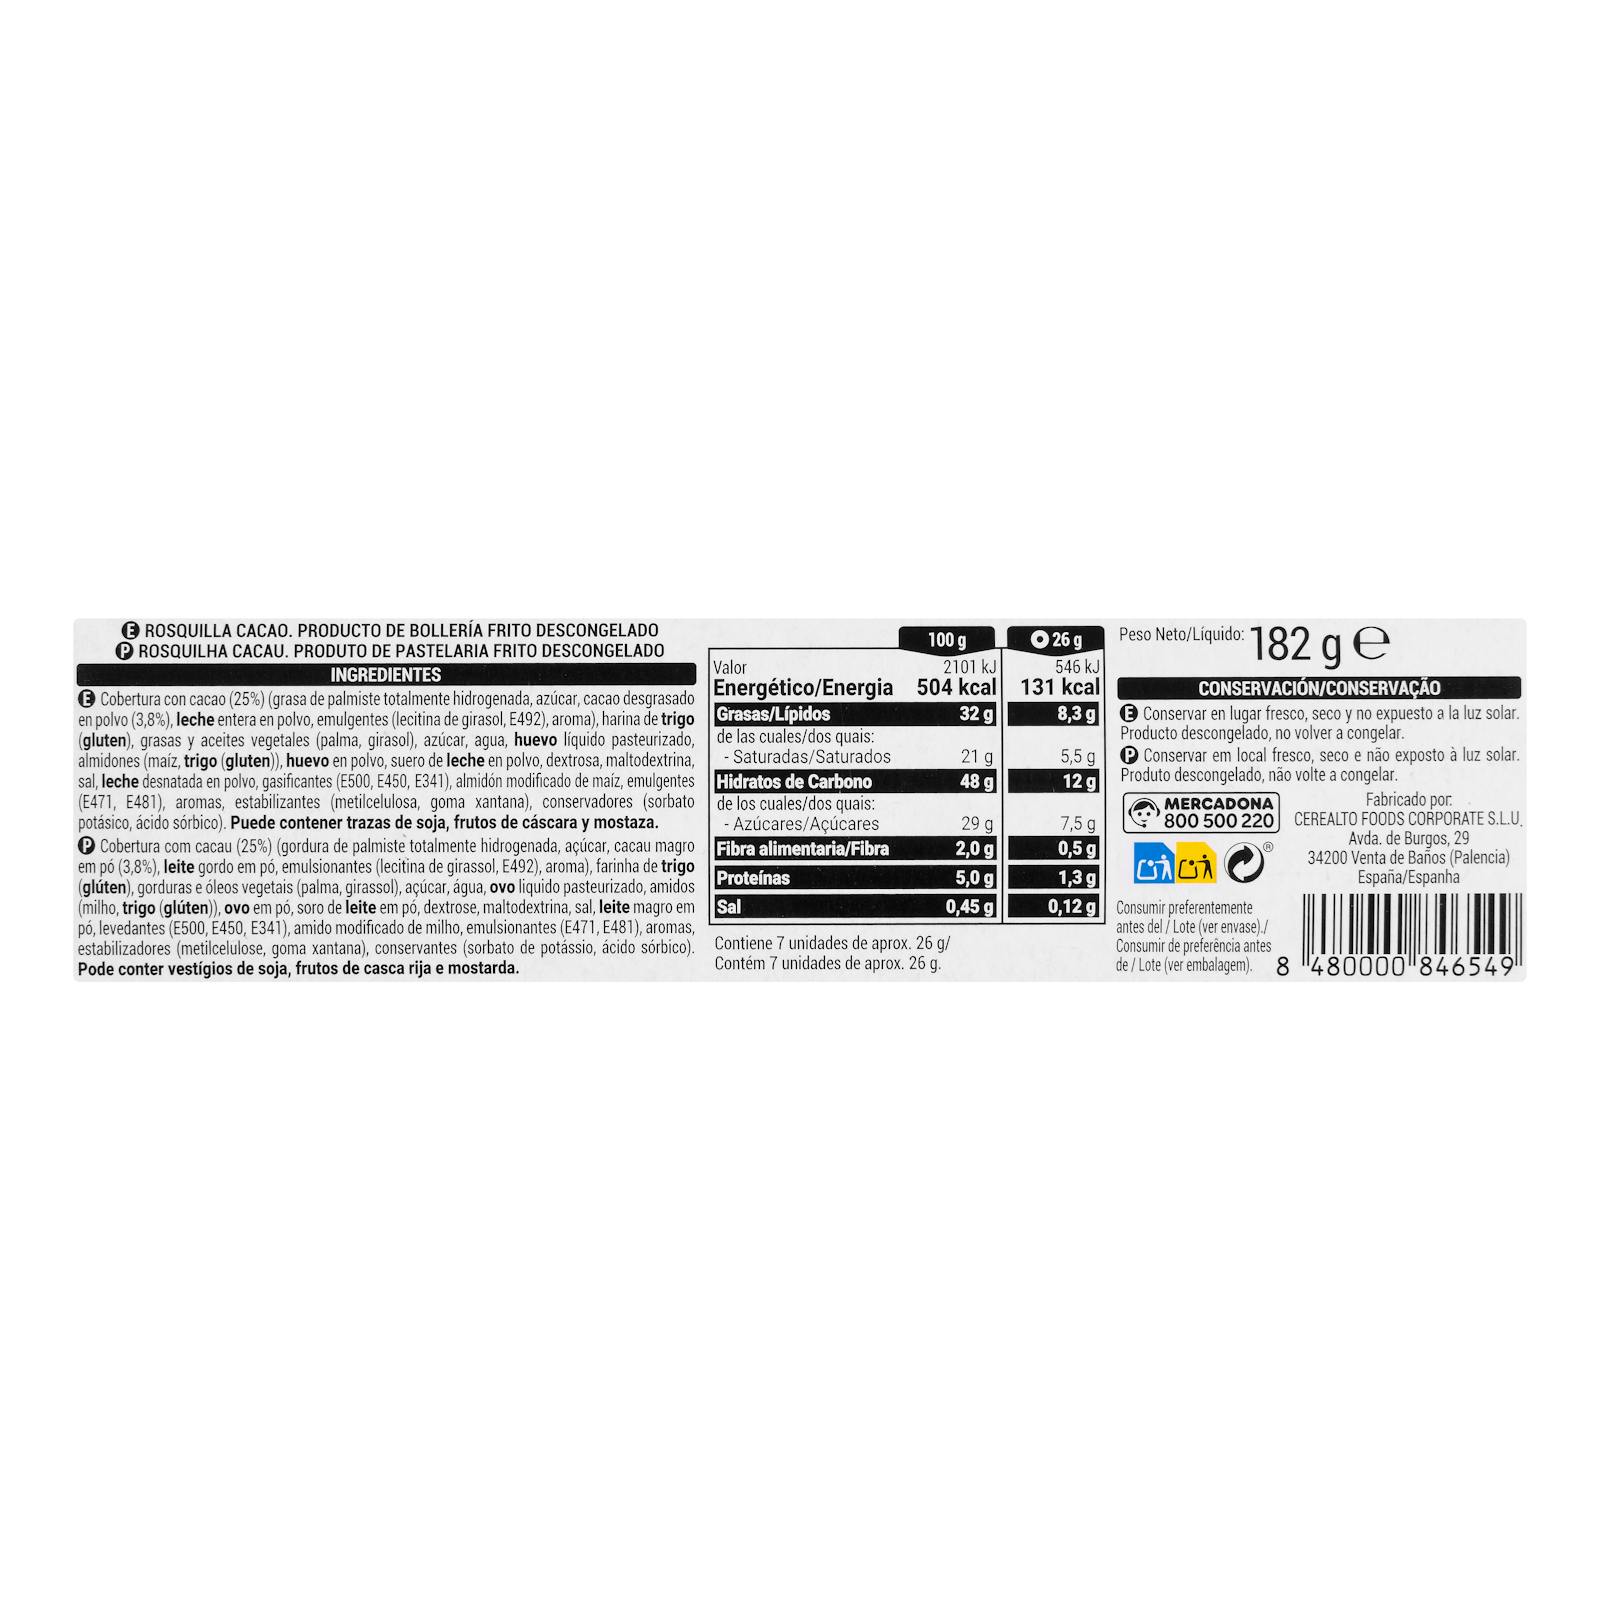 E ROSQUILLA CACAO. PRODUCTO DE BOLLERÍA FRITO DESCONGELADO
P ROSQUILHA CACAU. PRODUTO DE PASTELARIA FRITO DESCONGELADO
INGREDIENTES
E Cobertura con cacao (25%) (grasa de palmiste totalmente hidrogenada, azúcar, cacao desgrasado
en polvo (3,8%), leche entera en polvo, emulgentes (lecitina de girasol, E492), aroma), harina de trigo
(gluten), grasas y aceites vegetales (palma, girasol), azúcar, agua, huevo líquido pasteurizado,
almidones (maíz, trigo (gluten)), huevo en polvo, suero de leche en polvo, dextrosa, maltodextrina,
sal, leche desnatada en polvo, gasificantes (E500, E450, E341), almidón modificado de maíz, emulgentes
(E471, E481), aromas, estabilizantes (metilcelulosa, goma xantana), conservadores (sorbato
potásico, ácido sórbico). Puede contener trazas de soja, frutos de cáscara y mostaza.
P Cobertura com cacau (25%) (gordura de palmiste totalmente hidrogenada, açúcar, cacau magro
em pó (3,8%), leite gordo em pó, emulsionantes (lecitina de girassol, E492), aroma), farinha de trigo
(glúten), gorduras e óleos vegetais (palma, girassol), açúcar, água, ovo líquido pasteurizado, amidos
(milho, trigo (glúten)), ovo em pó, soro de leite em pó, dextrose, maltodextrina, sal, leite magro em
pó, levedantes (E500, E450, E341), amido modificado de milho, emulsionantes (E471, E481), aromas,
estabilizadores (metilcelulose, goma xantana), conservantes (sorbato de potássio, ácido sórbico).
Pode conter vestígios de soja, frutos de casca rija e mostarda.
100 g 26 g
Valor 2101 kJ 546 kJ
Energético/Energia 504 kcal 131 kcal
Grasas/Lípidos 32 g 8,3 g
de las cuales/dos quais:
- Saturadas/Saturados 21 g 5,5 g
Hidratos de Carbono 48 g 12 g
de los cuales/dos quais:
- Azúcares/Açúcares 29 g 7,5 g
Fibra alimentaria/Fibra 2,0 g 0,5 g
Proteínas 5,0 g 1,3 g
Sal 0,45 g 0,12 g
Contiene 7 unidades de aprox. 26 g/
Contém 7 unidades de aprox. 26 g.
Peso Neto/Líquido: 182 g ℮
CONSERVACIÓN/CONSERVAÇÃO
E Conservar en lugar fresco, seco y no expuesto a la luz solar.
Producto descongelado, no volver a congelar.
P Conservar em local fresco, seco e não exposto à luz solar.
Produto descongelado, não volte a congelar.
MERCADONA
800 500 220
Fabricado por:
CEREALTO FOODS CORPORATE S.L.U.
Avda. de Burgos, 29
34200 Venta de Baños (Palencia)
España/Espanha
®
Consumir preferentemente
antes del / Lote (ver envase)./
Consumir de preferência antes
de / Lote (ver embalagem).
8 480000 846549